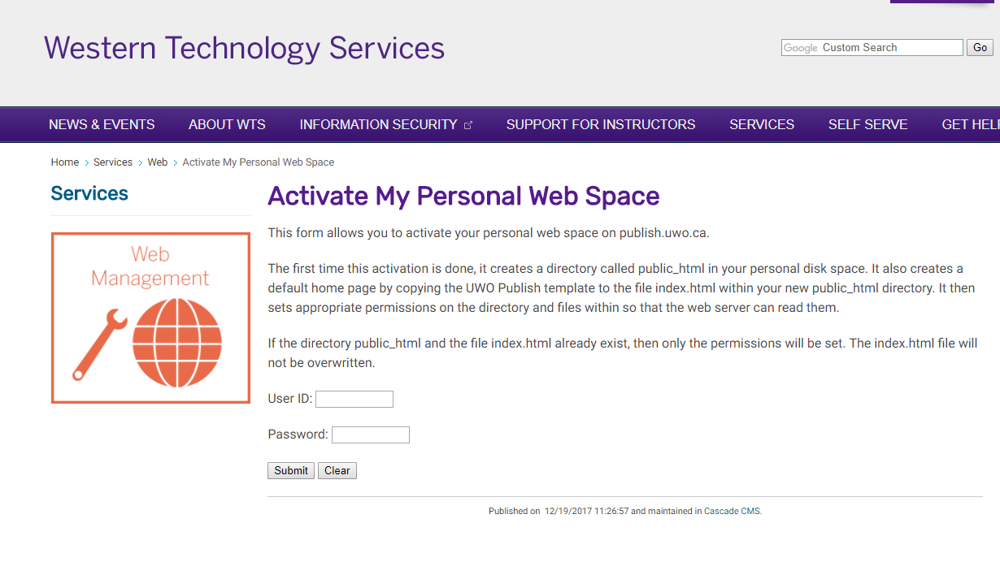 Western Technology Services
Google Custom Search
Go
NEWS & EVENTS ABOUT WTS INFORMATION SECURITY SUPPORT FOR INSTRUCTORS SERVICES SELF SERVE GET HEL
Home > Services > Web > Activate My Personal Web Space
Services
Web
Management
Activate My Personal Web Space
This form allows you to activate your personal web space on publish.uwo.ca.
The first time this activation is done, it creates a directory called public_html in your personal disk space. It also creates a
default home page by copying the UWO Publish template to the file index.html within your new public_html directory. It then
sets appropriate permissions on the directory and files within so that the web server can read them.
If the directory public_html and the file index.html already exist, then only the permissions will be set. The index.html file will
not be overwritten.
User ID:
Password:
Submit Clear
Published on 12/19/2017 11:26:57 and maintained in Cascade CMS.